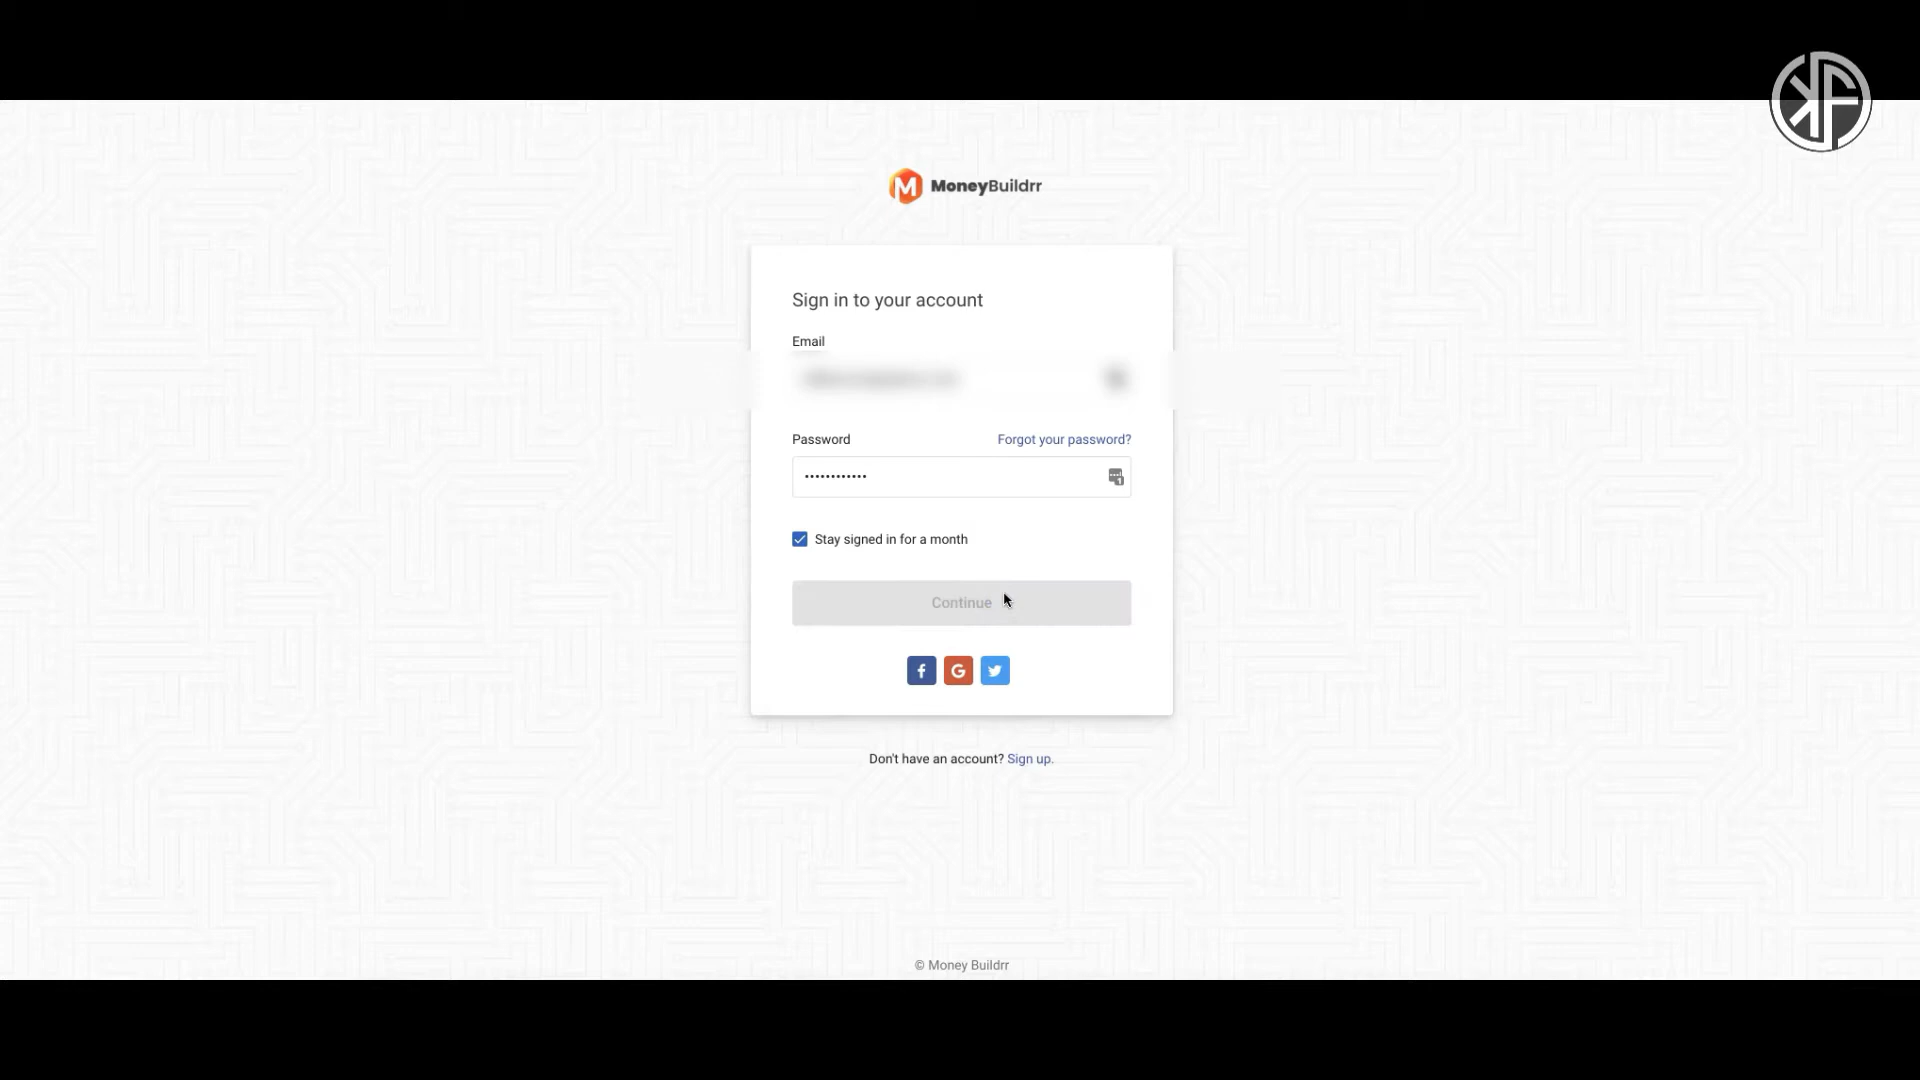 KF
MoneyBuildrr
Sign in to your account
Email
Password
Forgot your password?
••••••••••••
Stay signed in for a month
Continue
Don't have an account? Sign up.
© Money Buildrr